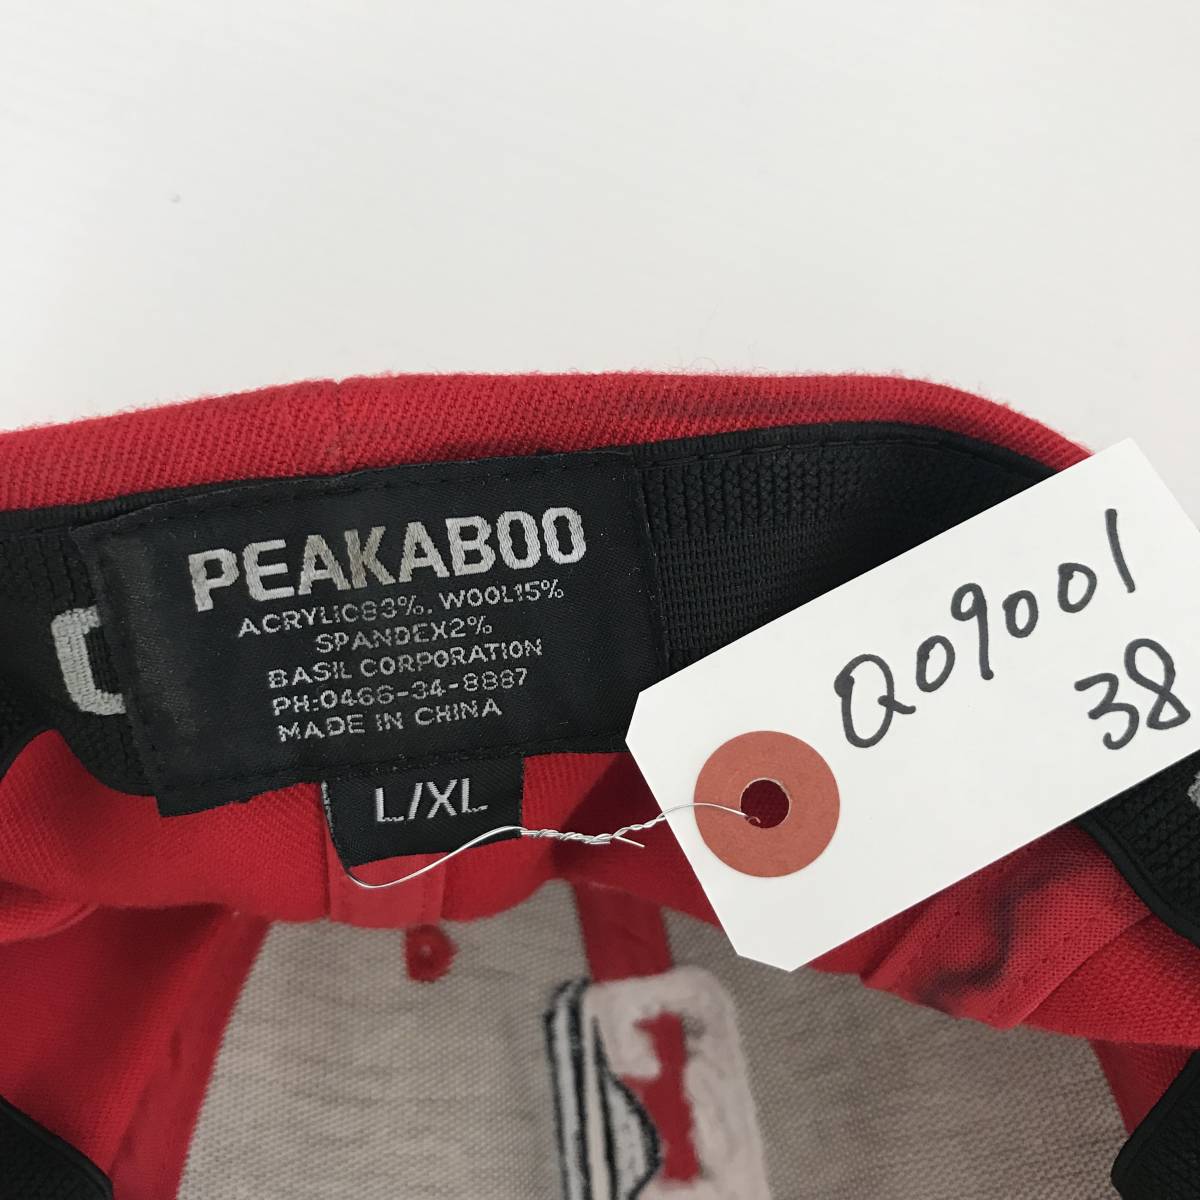 PEAKABOO
ACRYLIC83%. WOOL15%
SPANDEX2%
BASIL CORPORATION
PH:0466-34-8887
MADE IN CHINA
L/XL
Q09001
38